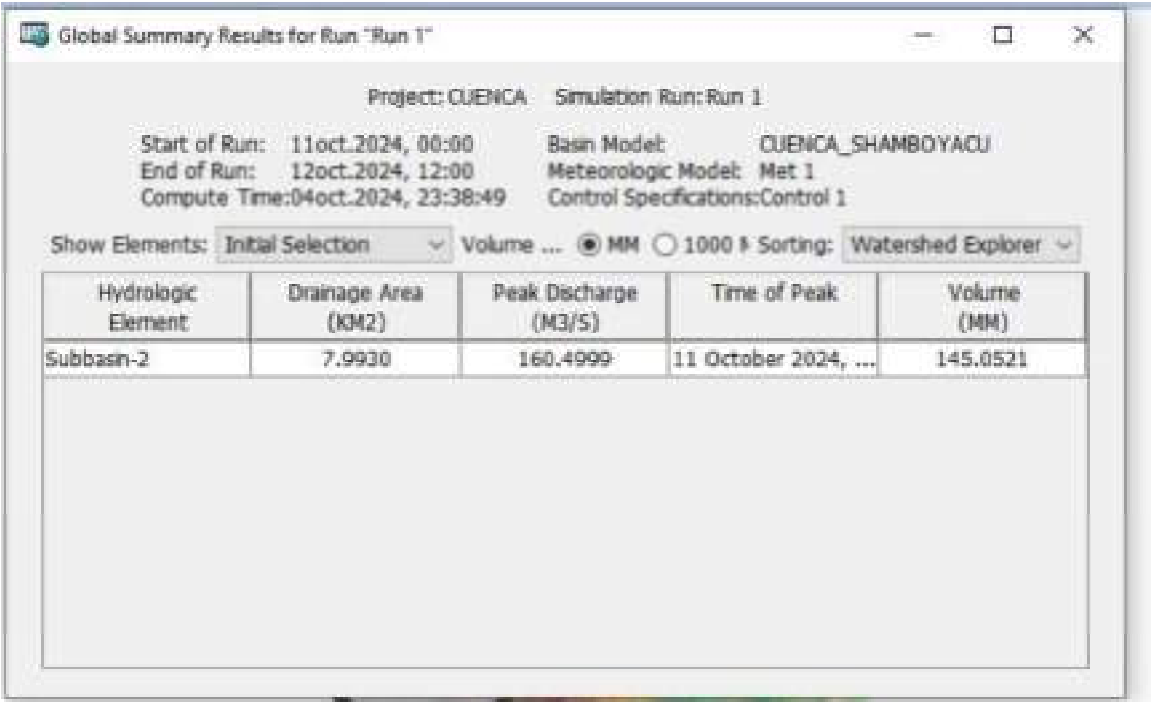 Global Summary Results for Run "Run 1"
Project: CUENCA Simulation Run: Run 1
Start of Run: 11oct.2024, 00:00 Basin Model: CUENCA_SHAMBOYACU
End of Run: 12oct.2024, 12:00 Meteorologic Model: Met 1
Compute Time:04oct.2024, 23:38:49 Control Specifications:Control 1
Show Elements: Initial Selection Volume ... MM 1000 Sorting: Watershed Explorer
Hydrologic Element Drainage Area (KM2) Peak Discharge (M3/S) Time of Peak Volume (MM)
Subbasin-2 7.9930 160.4999 11 October 2024, ... 145.0521